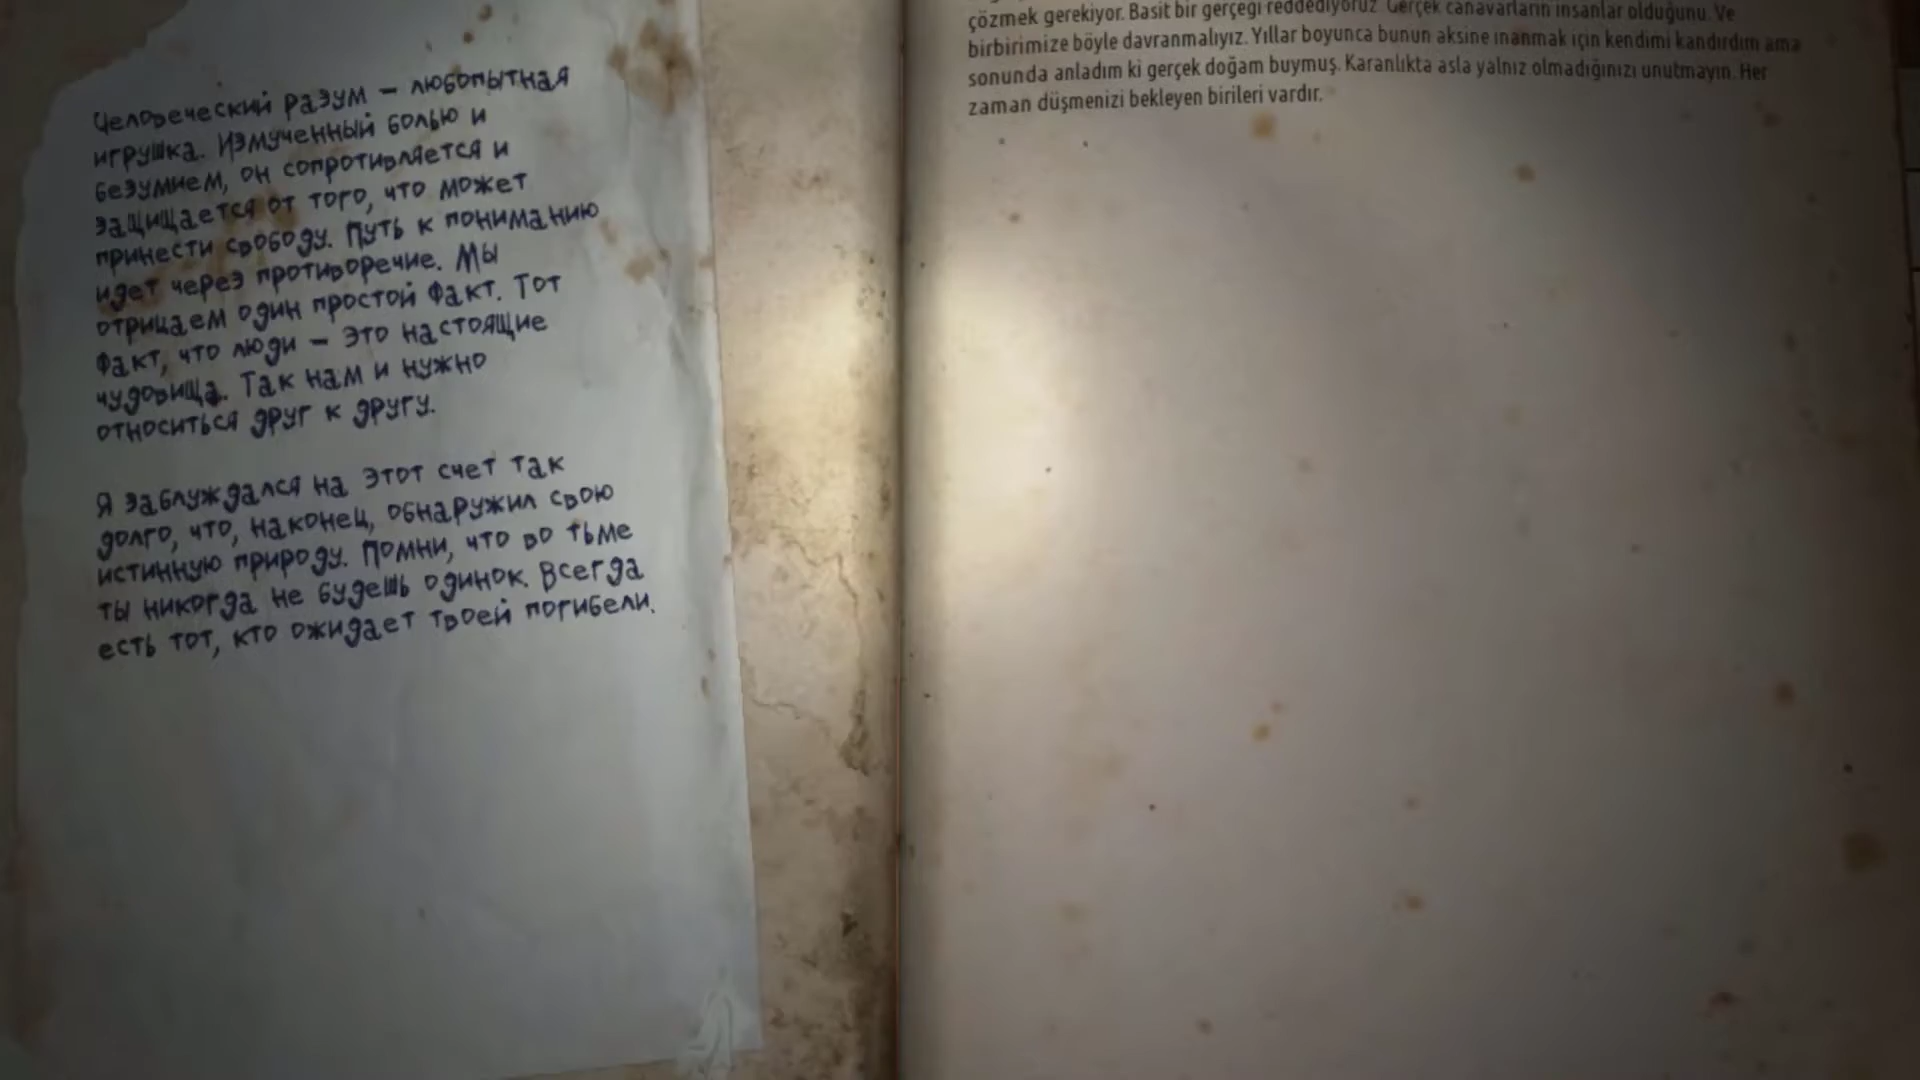 Человеческий разум – любопытная
игрушка. Измученный болью и
безумием, он сопротивляется и
защищается от того, что может
принести свободу. Путь к пониманию
идет через противоречие. Мы
отрицаем один простой факт. Тот
факт, что люди – это настоящие
чудовища. Так нам и нужно
относиться друг к другу.
Я заблуждался на этот счет так
долго, что, наконец, обнаружил свою
истинную природу. Помни, что во тьме
ты никогда не будешь одинок. Всегда
есть тот, кто ожидает твоей погибели.
çözmek gerekiyor. Basit bir gerçeği reddediyoruz. Gerçek canavarların insanlar olduğunu. Ve
birbirimize böyle davranmalıyız. Yıllar boyunca bunun aksine inanmak için kendimi kandırdım ama
sonunda anladım ki gerçek doğam buymuş. Karanlıkta asla yalnız olmadığınızı unutmayın. Her
zaman düşmenizi bekleyen birileri vardır.